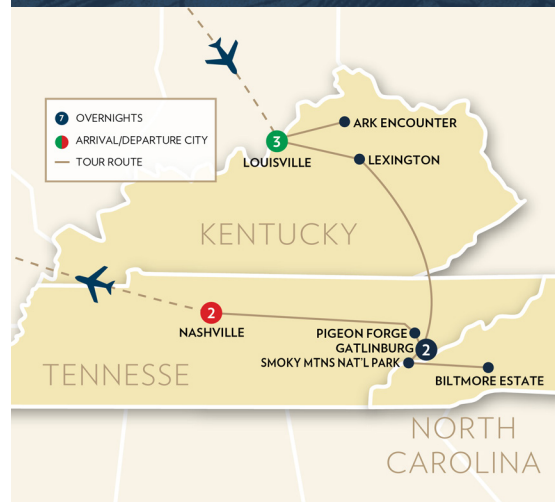 7 OVERNIGHTS
ARRIVAL/DEPARTURE CITY
TOUR ROUTE
3
LOUISVILLE
ARK ENCOUNTER
LEXINGTON
KENTUCKY
2
NASHVILLE
PIGEON FORGE
GATLINBURG 2
SMOKY MTNS NAT'L PARK
BILTMORE ESTATE
TENNESSE
NORTH
CAROLINA